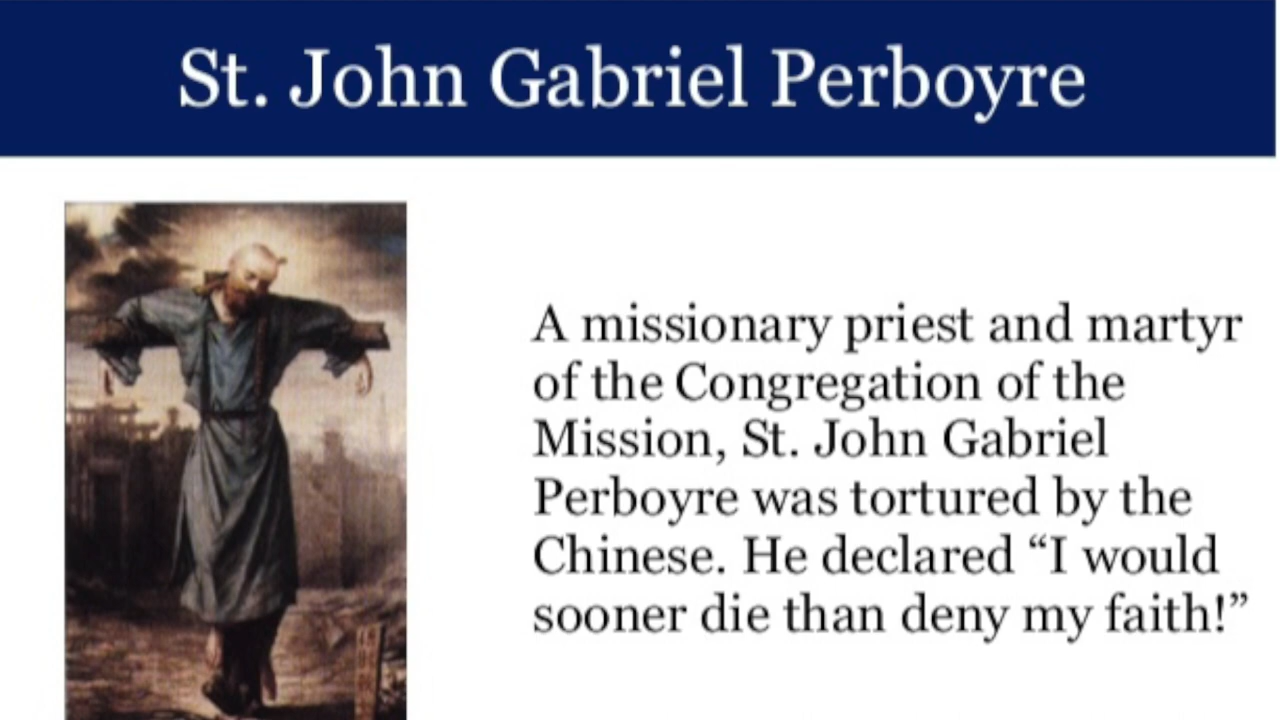 St. John Gabriel Perboyre
A missionary priest and martyr
of the Congregation of the
Mission, St. John Gabriel
Perboyre was tortured by the
Chinese. He declared “I would
sooner die than deny my faith!”